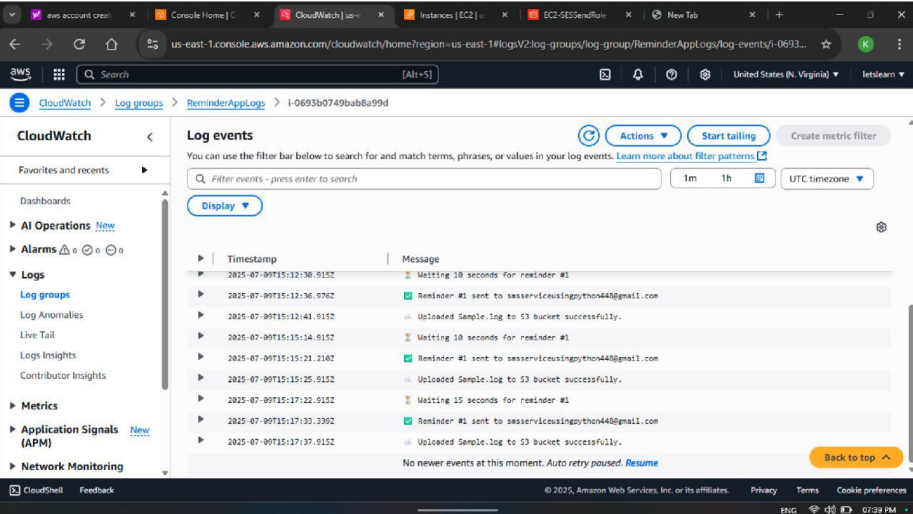 aws account creat
Console Home | C
CloudWatch | us-e
Instances | EC2 | u
EC2-SESSendRole
New Tab
us-east-1.console.aws.amazon.com/cloudwatch/home?region=us-east-1#logsV2:log-groups/log-group/ReminderAppLogs/log-events/i-0693...
K
aws
Search
[Alt+S]
United States (N. Virginia)
letslearn
CloudWatch > Log groups > ReminderAppLogs > i-0693b0749bab8a99d
CloudWatch
Favorites and recents
Dashboards
AI Operations New
Alarms 0 0 0
Logs
Log groups
Log Anomalies
Live Tail
Logs Insights
Contributor Insights
Metrics
Application Signals New
(APM)
Network Monitoring
Log events
Actions
Start tailing
Create metric filter
You can use the filter bar below to search for and match terms, phrases, or values in your log events. Learn more about filter patterns
Filter events - press enter to search
1m 1h
UTC timezone
Display
Timestamp Message
2025-07-09T15:12:30.915Z ⏳ Waiting 10 seconds for reminder #1
2025-07-09T15:12:36.976Z ✅ Reminder #1 sent to smsserviceusingpython448@gmail.com
2025-07-09T15:12:41.915Z ☁ Uploaded Sample.log to S3 bucket successfully.
2025-07-09T15:15:14.915Z ⏳ Waiting 10 seconds for reminder #1
2025-07-09T15:15:21.210Z ✅ Reminder #1 sent to smsserviceusingpython448@gmail.com
2025-07-09T15:15:25.915Z ☁ Uploaded Sample.log to S3 bucket successfully.
2025-07-09T15:17:22.915Z ⏳ Waiting 15 seconds for reminder #1
2025-07-09T15:17:33.339Z ✅ Reminder #1 sent to smsserviceusingpython448@gmail.com
2025-07-09T15:17:37.915Z ☁ Uploaded Sample.log to S3 bucket successfully.
No newer events at this moment. Auto retry paused. Resume
Back to top
CloudShell Feedback
© 2025, Amazon Web Services, Inc. or its affiliates. Privacy Terms Cookie preferences
ENG 07:39 PM